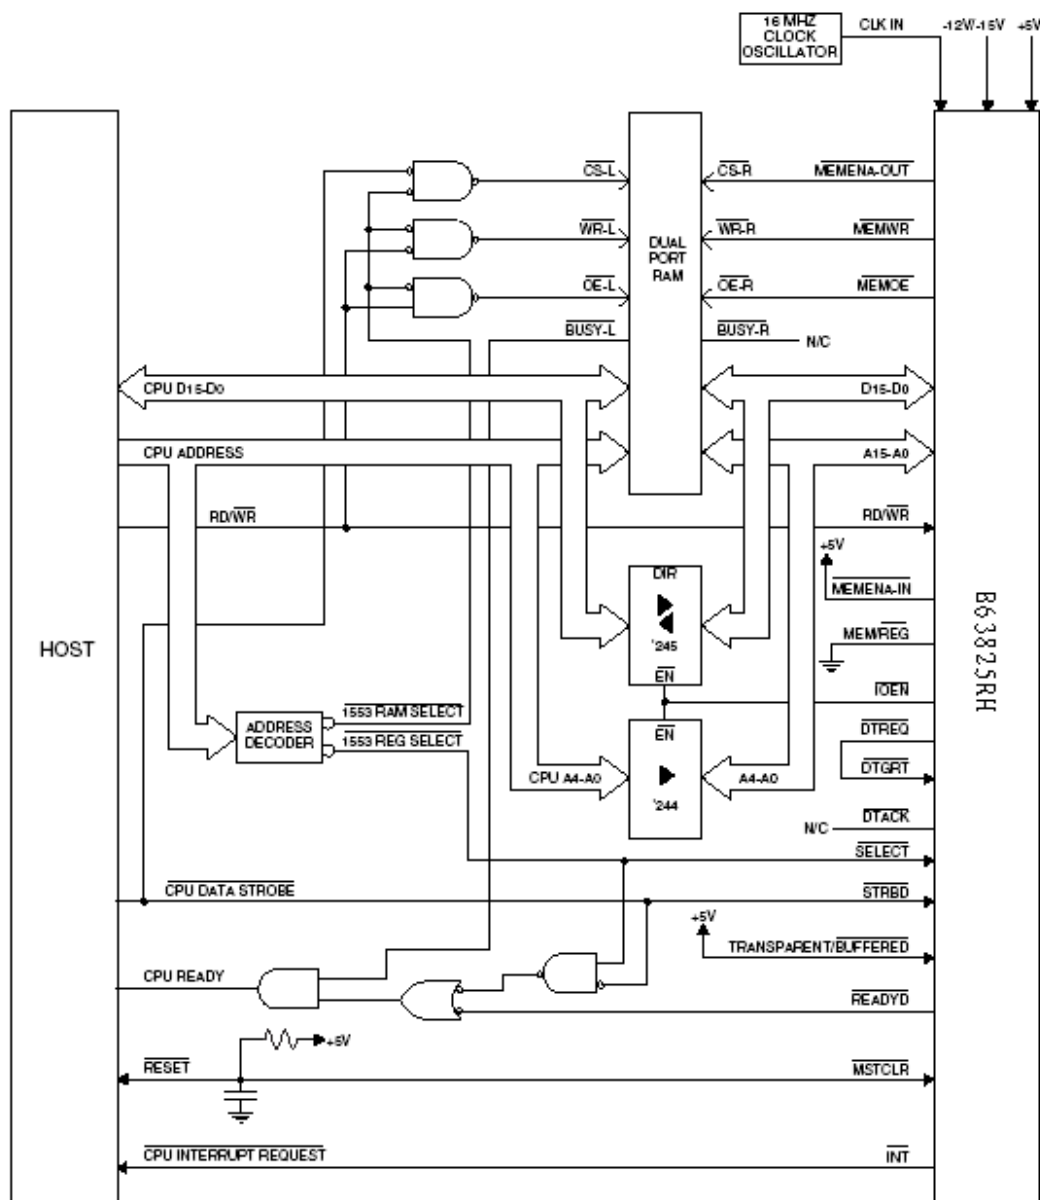 16 MHZ
CLOCK
OSCILLATOR
CLK IN
-12V/-15V
+5V
CS-L
CS-R
MEMENA-OUT
WR-L
DUAL
PORT
RAM
WR-R
MEMWR
OE-L
OE-R
MEMOE
BUSY-L
BUSY-R
N/C
CPU D15-D0
D15-D0
CPU ADDRESS
A15-A0
RD/WR
RD/WR
+5V
DIR
MEMENA-IN
HOST
'245
MEM/REG
B63825RH
EN
IOEN
1553 RAM SELECT
ADDRESS
DECODER
1553 REG SELECT
EN
DTREQ
CPU A4-A0
A4-A0
DTGRT
'244
N/C
DTACK
SELECT
CPU DATA STROBE
STRBD
+5V
TRANSPARENT/BUFFERED
CPU READY
READYD
+5V
RESET
MSTCLR
CPU INTERRUPT REQUEST
INT